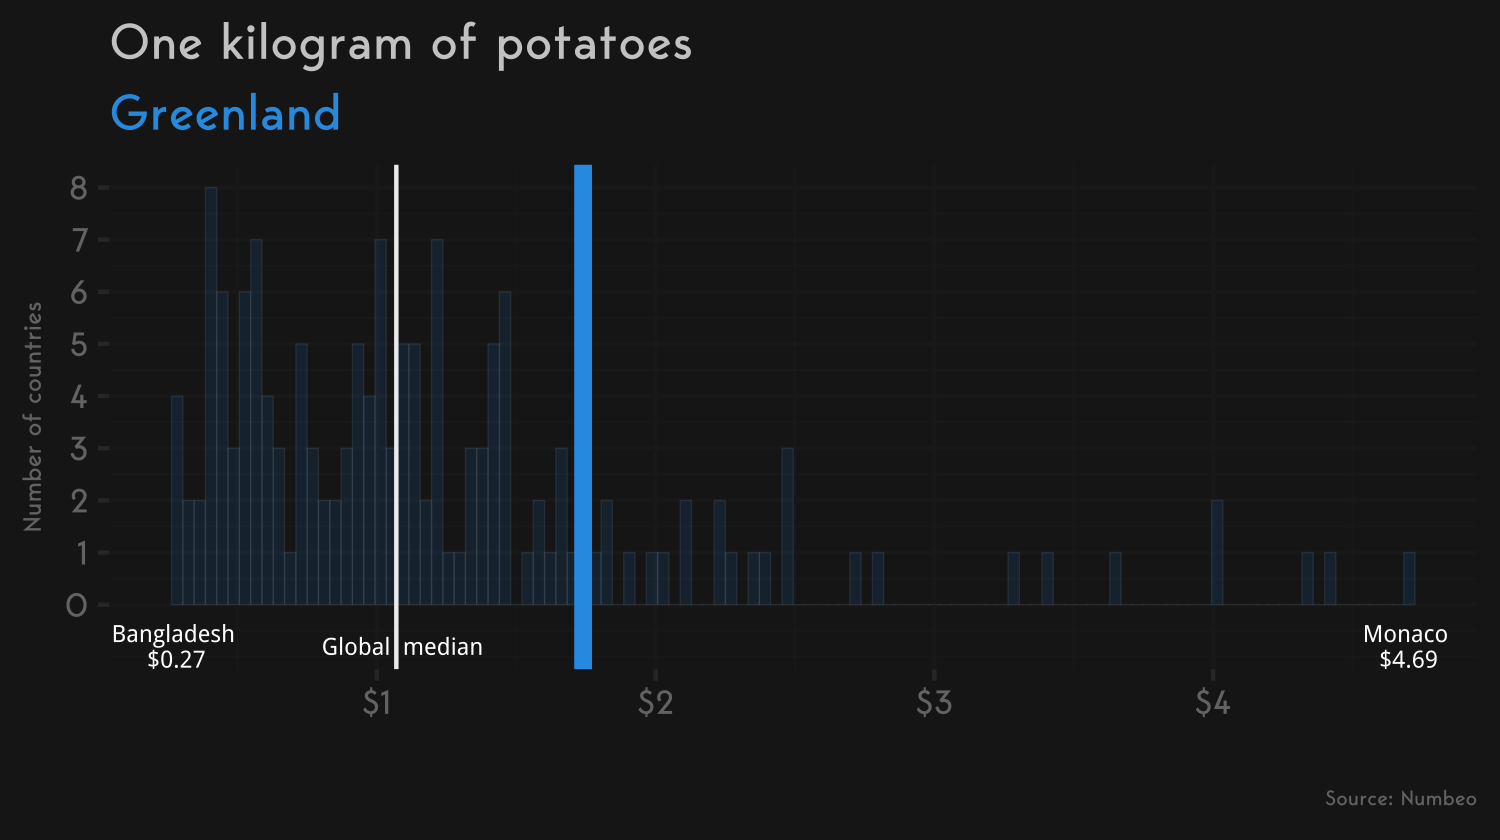 One kilogram of potatoes
Greenland
Number of countries
8
7
6
5
4
3
2
1
0
Bangladesh
$0.27
Global median
Monaco
$4.69
$1
$2
$3
$4
Source: Numbeo